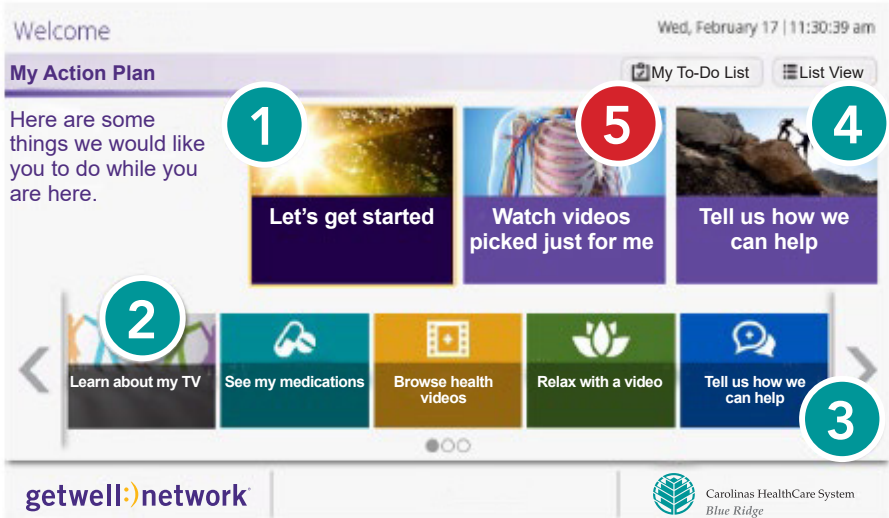 Welcome
Wed, February 17 | 11:30:39 am
My Action Plan
My To-Do List
List View
Here are some
things we would like
you to do while you
are here.
1
5
4
Let's get started
Watch videos
picked just for me
Tell us how we
can help
2
Learn about my TV
See my medications
Browse health
videos
Relax with a video
Tell us how we
can help
3
getwell:)network
Carolinas HealthCare System
Blue Ridge